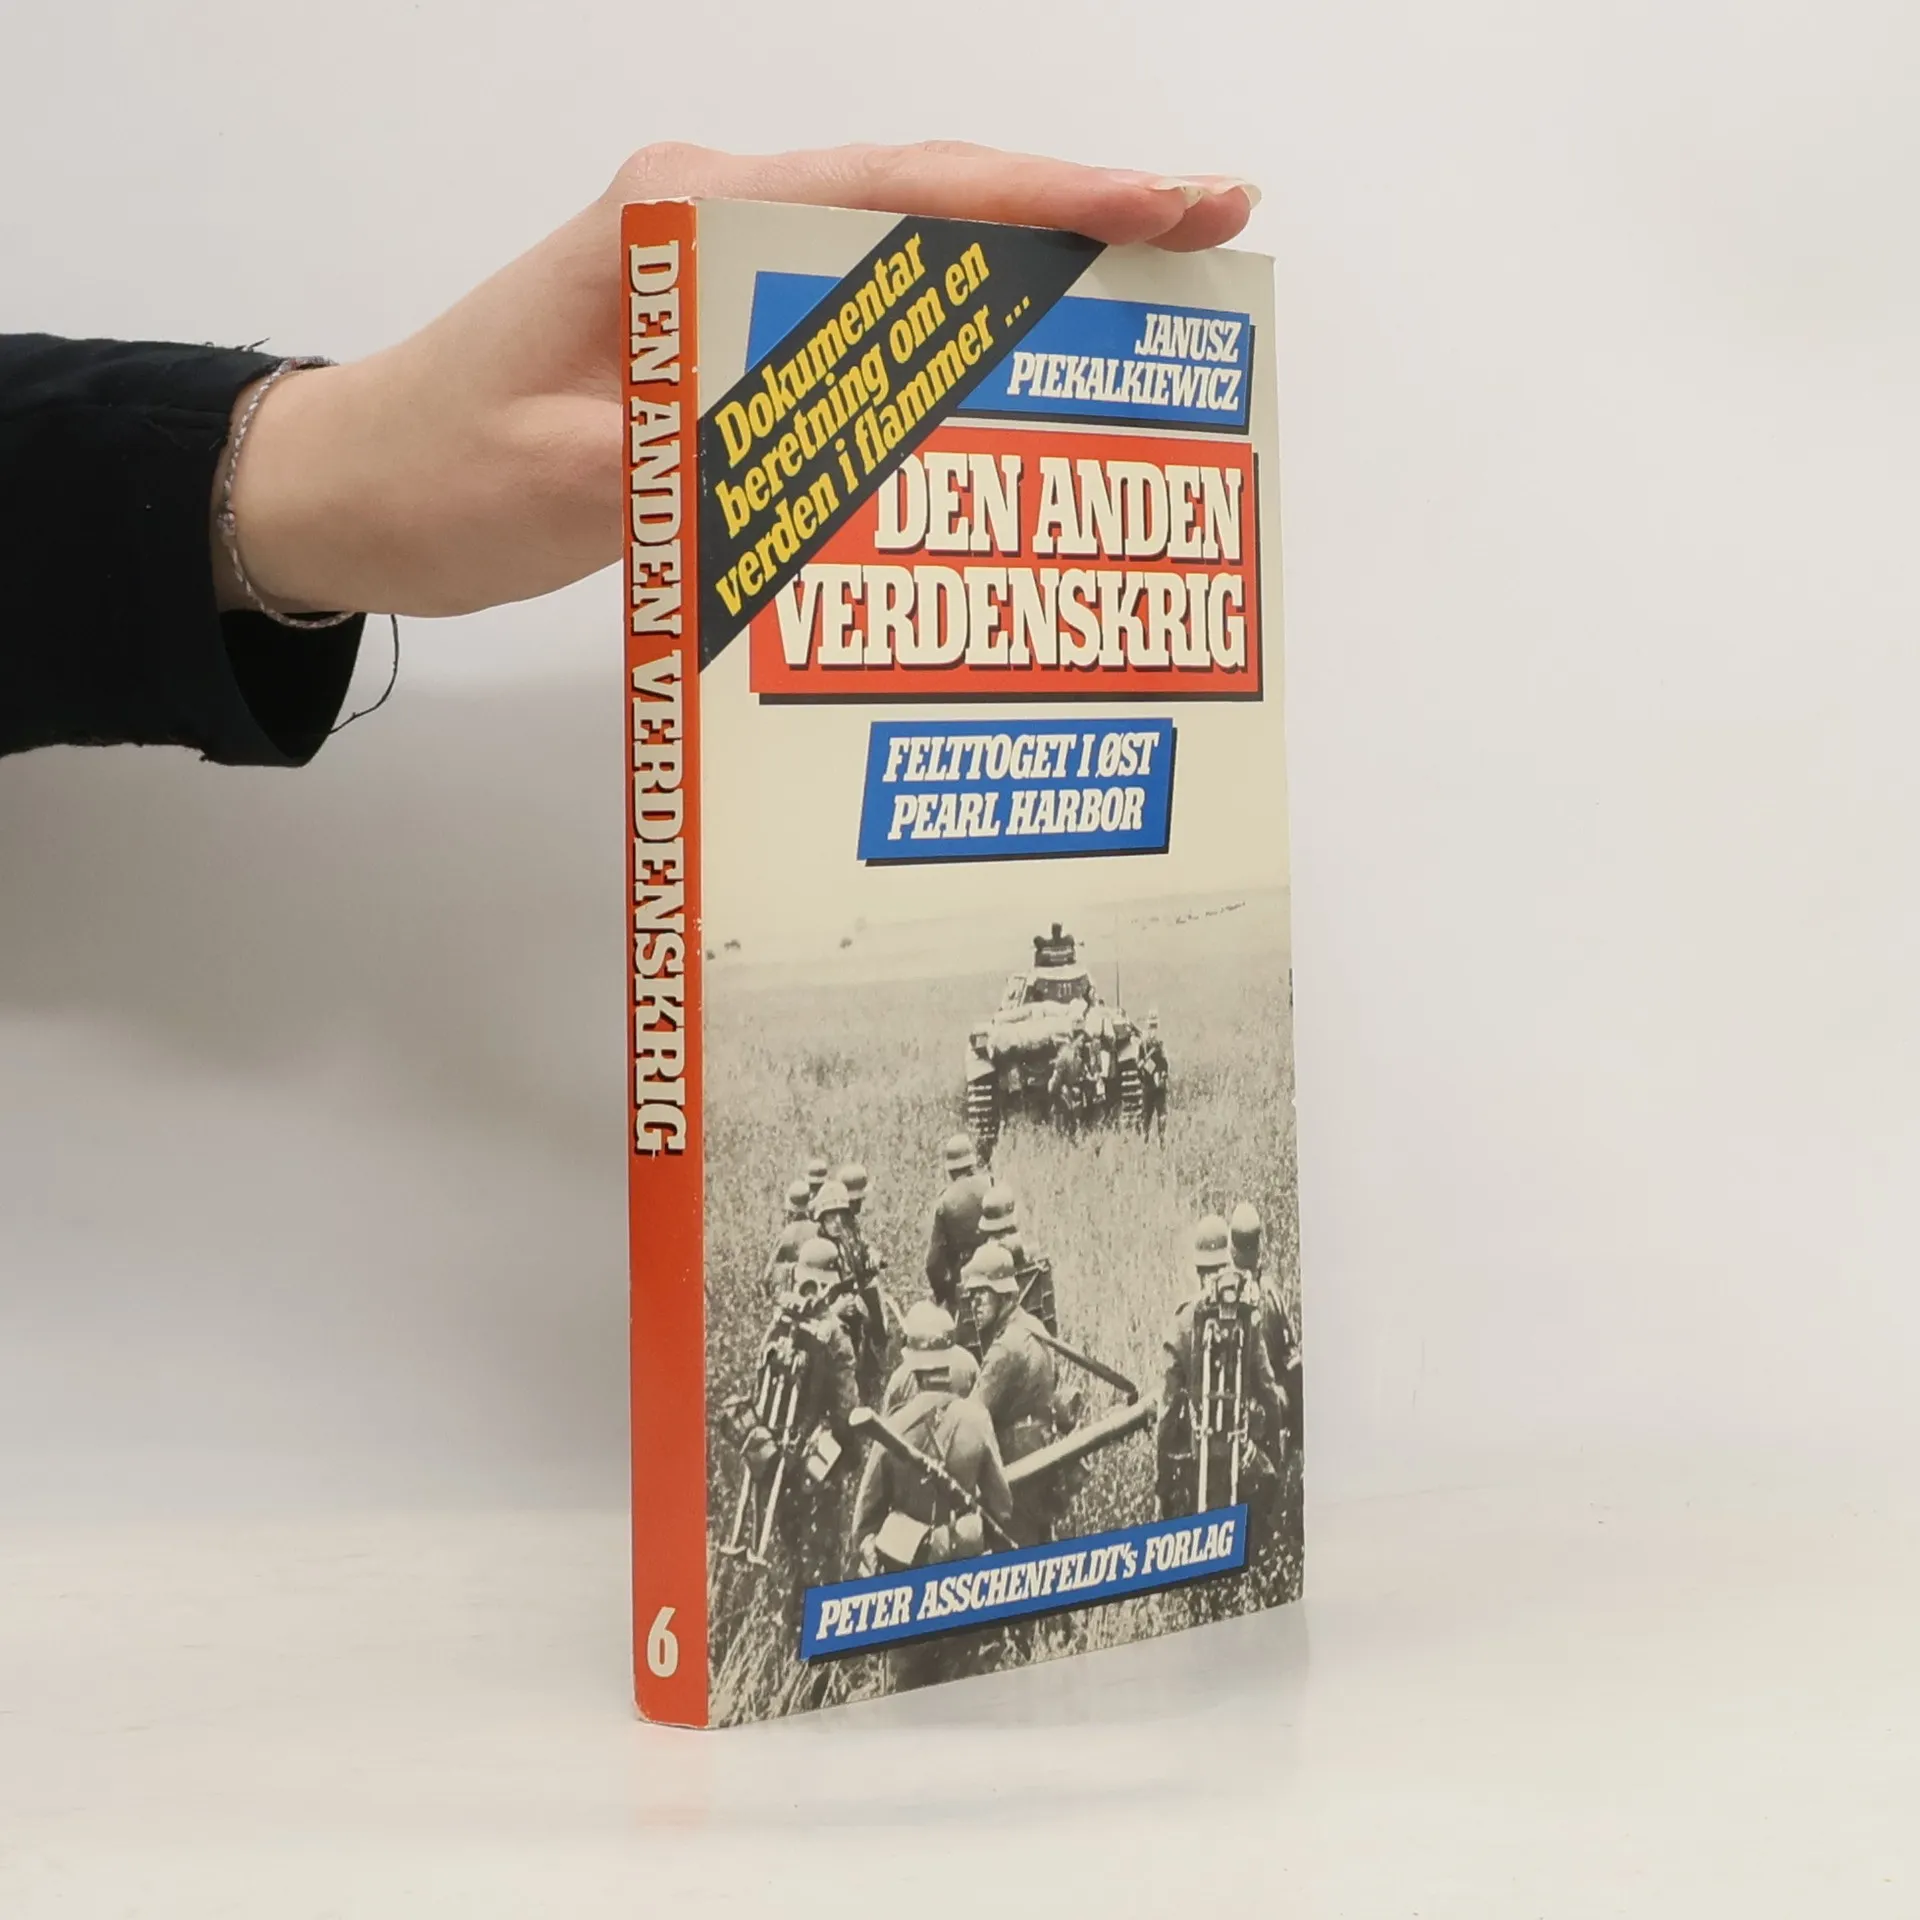 DEN ANDEN VERDENSKRIG
6
Dokumentar
beretning om en
verden i flammer ...
JANUSZ
PIEKALKIEWICZ
DEN ANDEN
VERDENSKRIG
FELTTOGET I ØST
PEARL HARBOR
PETER ASSCHENFELDT's FORLAG